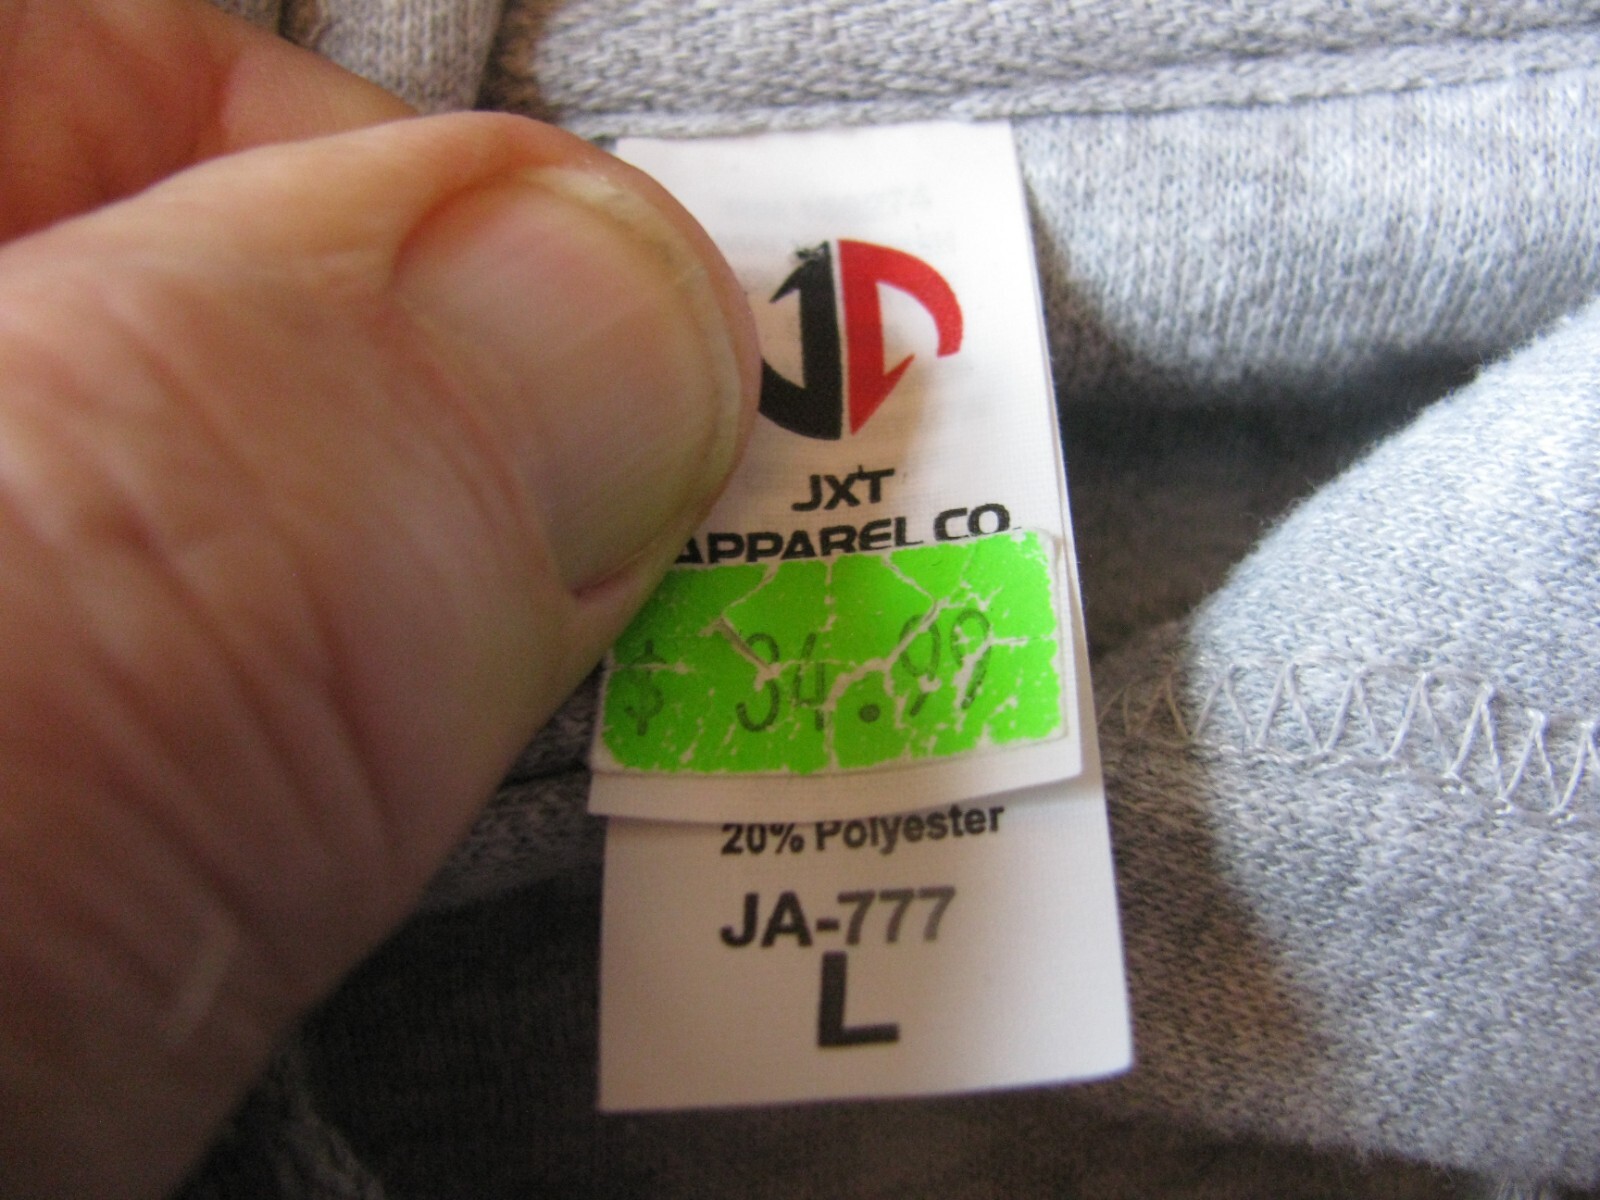 JXT
APPAREL CO.
$ 34.99
20% Polyester
JA-777
L